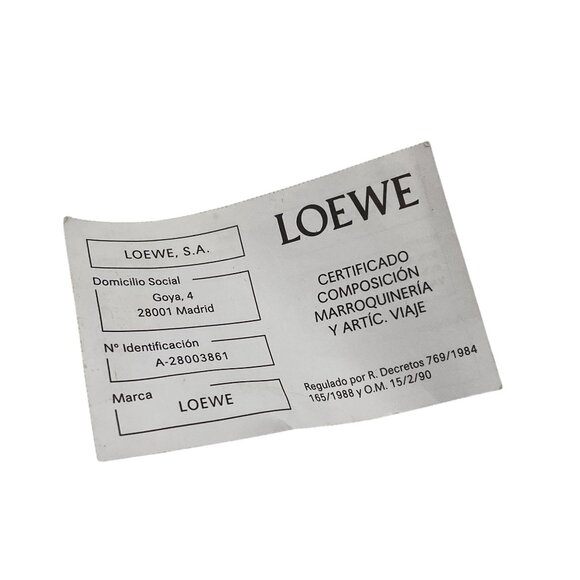 LOEWE, S.A.
Domicilio Social
Goya, 4
28001 Madrid
Nº Identificación
A-28003861
Marca
LOEWE
LOEWE
CERTIFICADO
COMPOSICIÓN
MARROQUINERÍA
Y ARTÍC. VIAJE
Regulado por R. Decretos 769/1984
165/1988 y O.M. 15/2/90